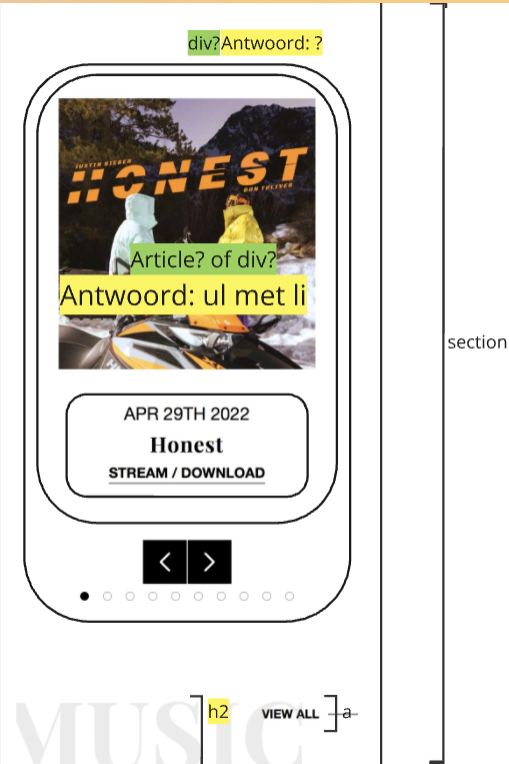 div?Antwoord: ?
JUSTIN BIEBER
HONEST
DON TOLIVER
Article? of div?
Antwoord: ul met li
section
APR 29TH 2022
Honest
STREAM / DOWNLOAD
h2 VIEW ALL a
MUSIC